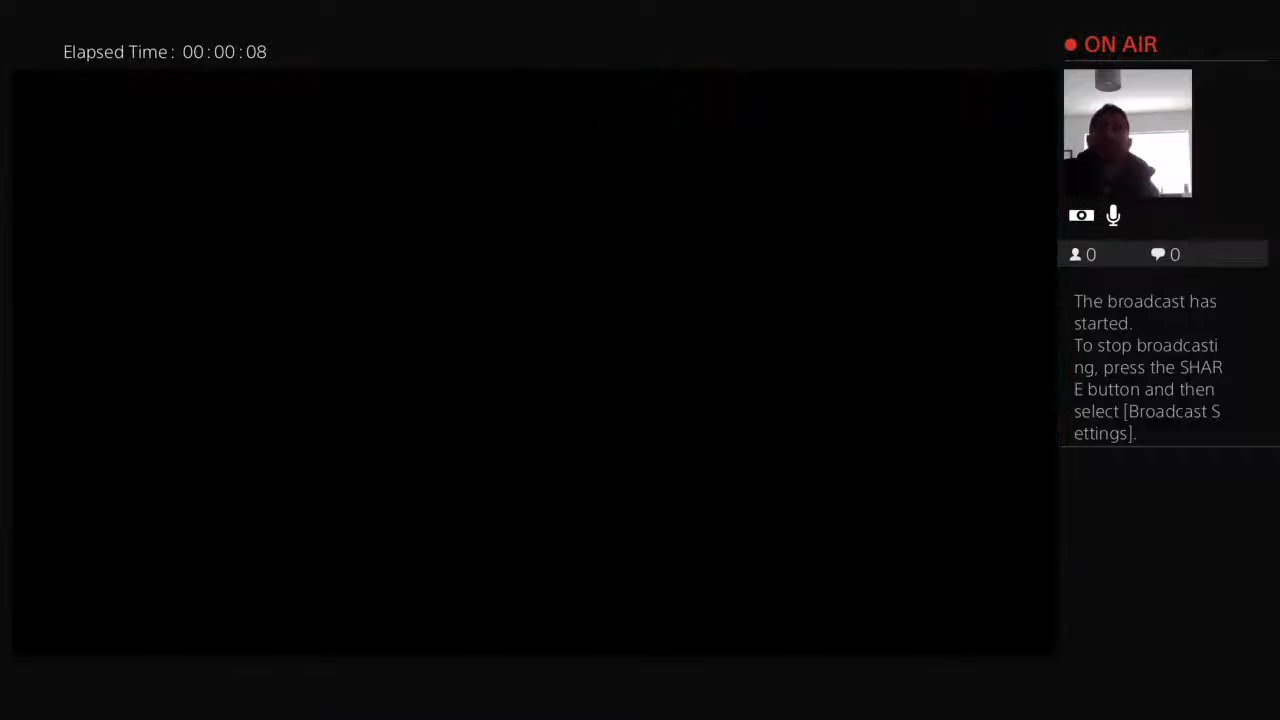 Elapsed Time: 00:00:08
ON AIR
0 0
The broadcast has
started.
To stop broadcasti
ng, press the SHAR
E button and then
select [Broadcast S
ettings].